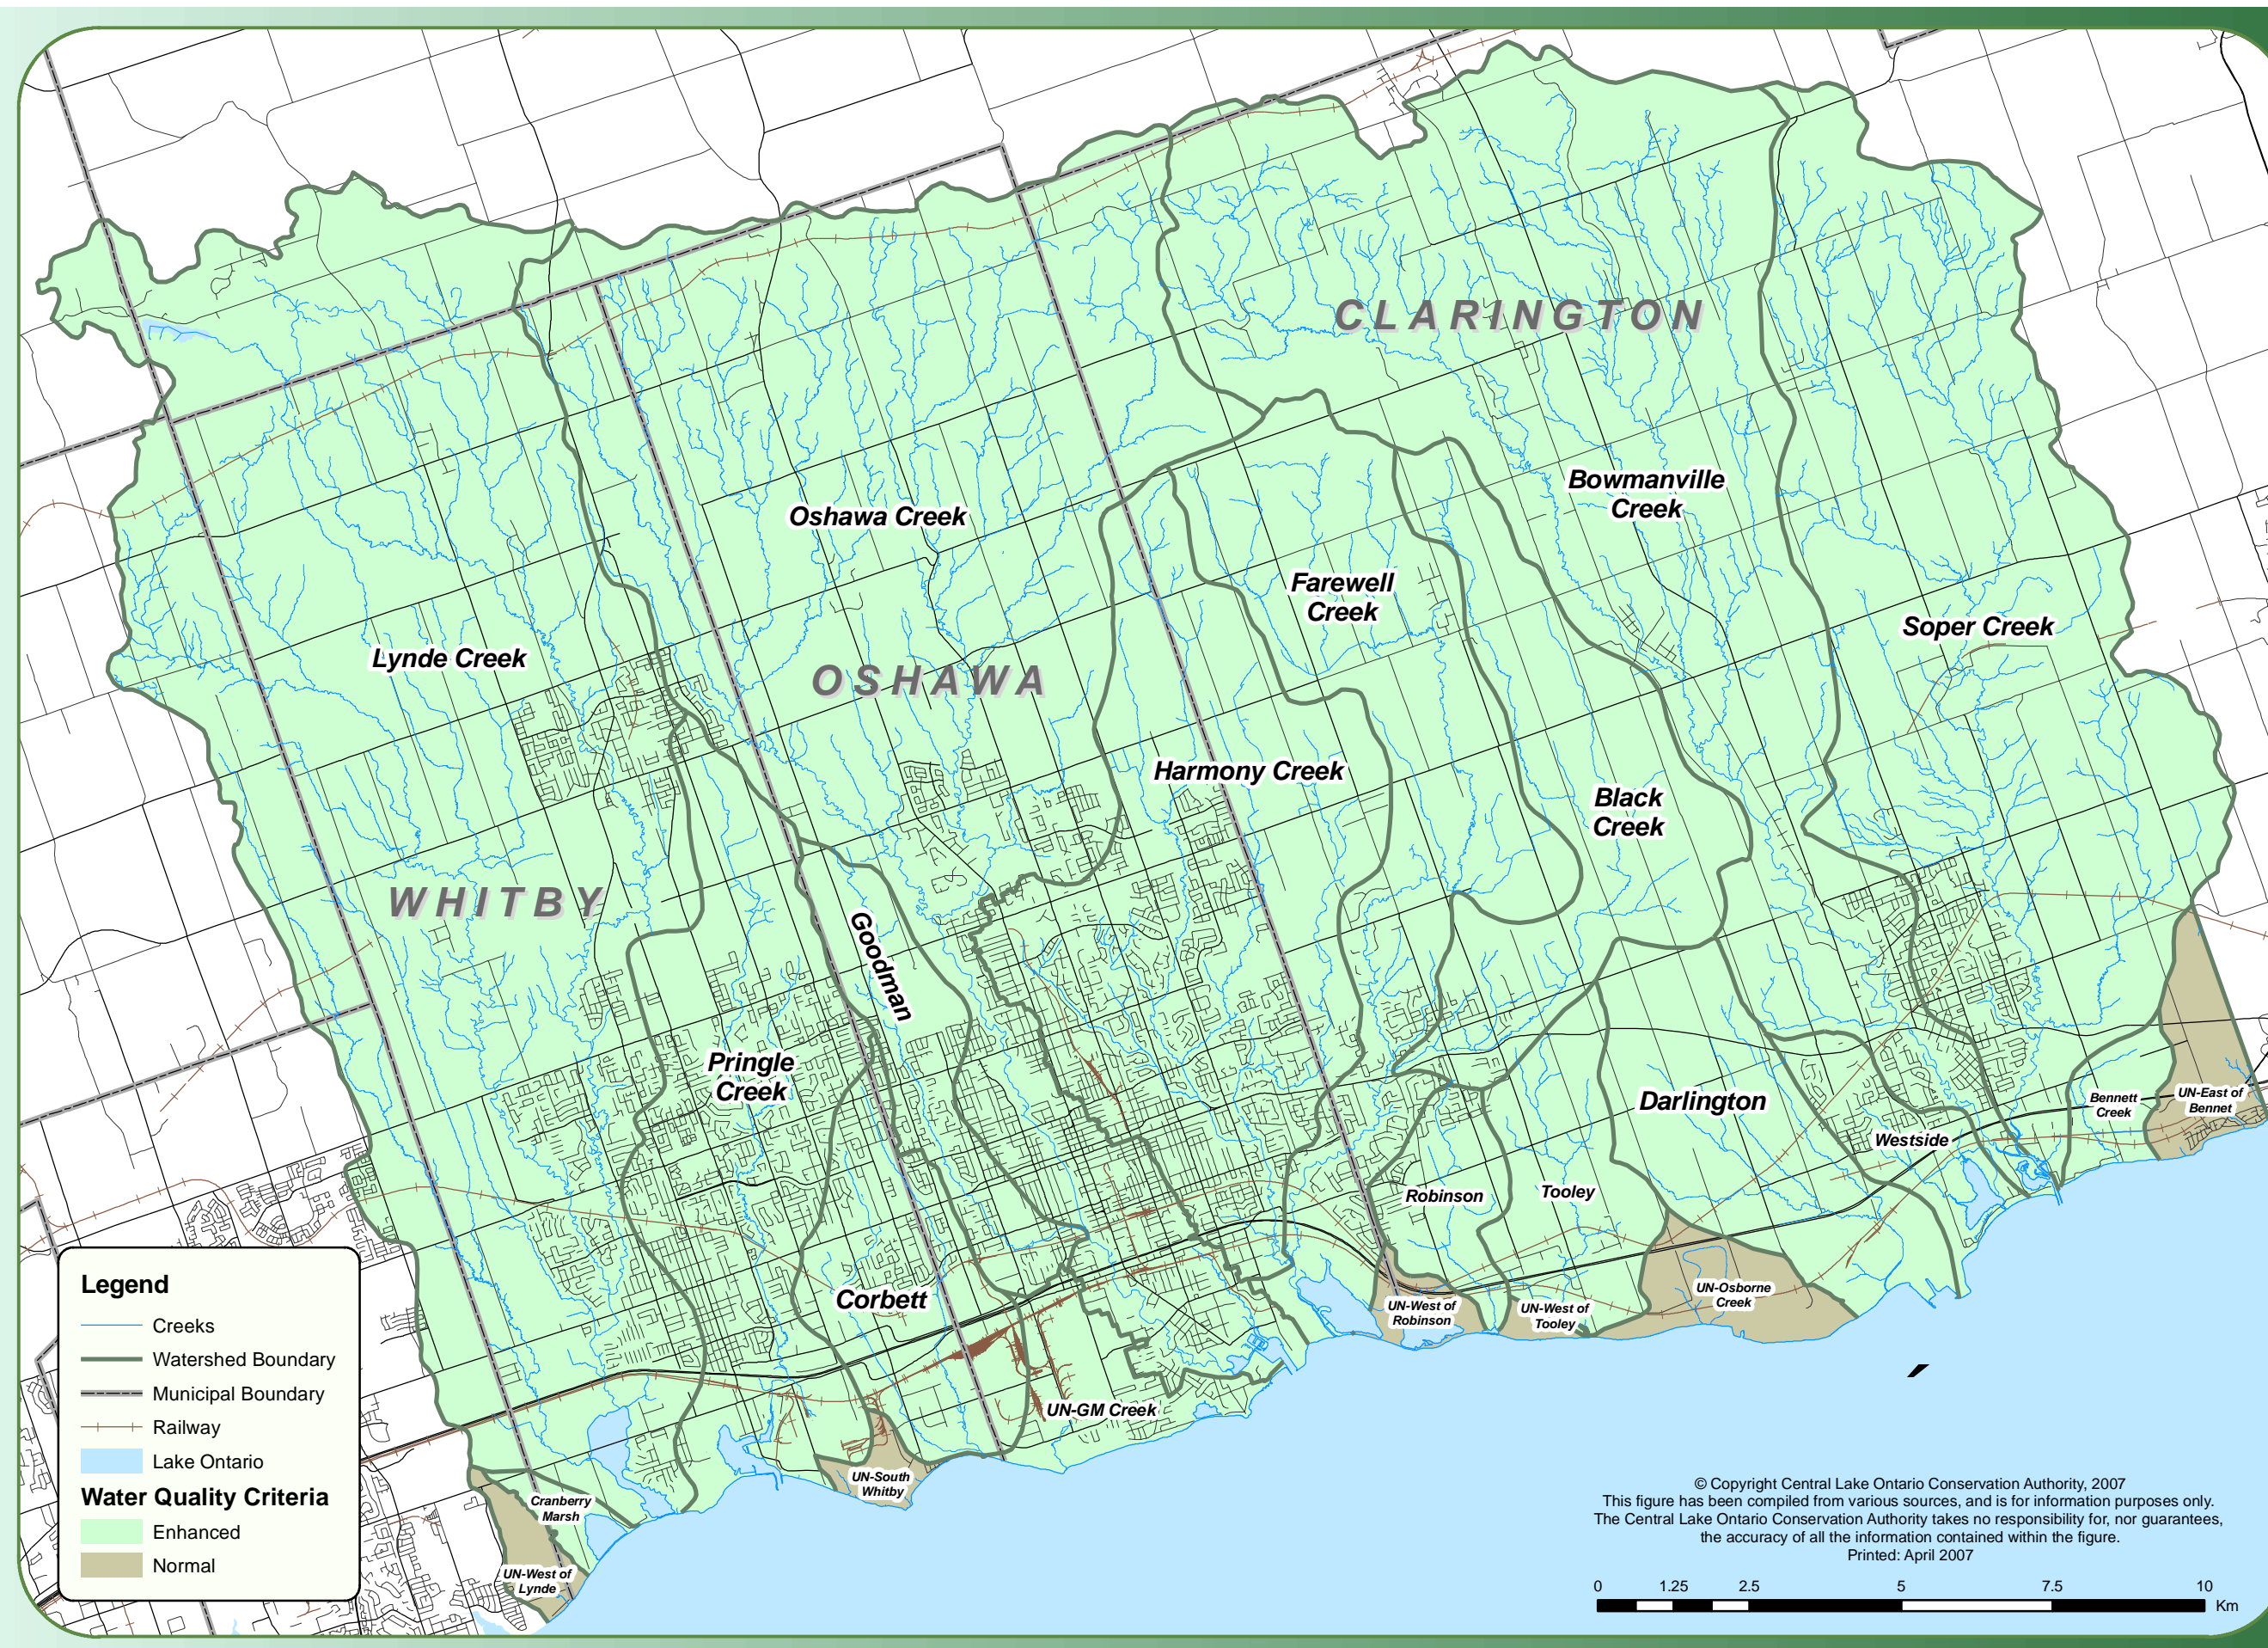 CLARINGTON
Bowmanville
Creek
Oshawa Creek
Farewell
Creek
Soper Creek
Lynde Creek
OSHAWA
Harmony Creek
Black
Creek
WHITBY
Goodman
Pringle
Creek
Darlington
Bennett
Creek
UN-East of
Bennet
Westside
Robinson
Tooley
Corbett
UN-Osborne
Creek
UN-West of
Robinson
UN-West of
Tooley
UN-GM Creek
UN-South
Whitby
Cranberry
Marsh
UN-West of
Lynde
Legend
Creeks
Watershed Boundary
Municipal Boundary
Railway
Lake Ontario
Water Quality Criteria
Enhanced
Normal
© Copyright Central Lake Ontario Conservation Authority, 2007
This figure has been compiled from various sources, and is for information purposes only.
The Central Lake Ontario Conservation Authority takes no responsibility for, nor guarantees,
the accuracy of all the information contained within the figure.
Printed: April 2007
0 1.25 2.5 5 7.5 10
Km